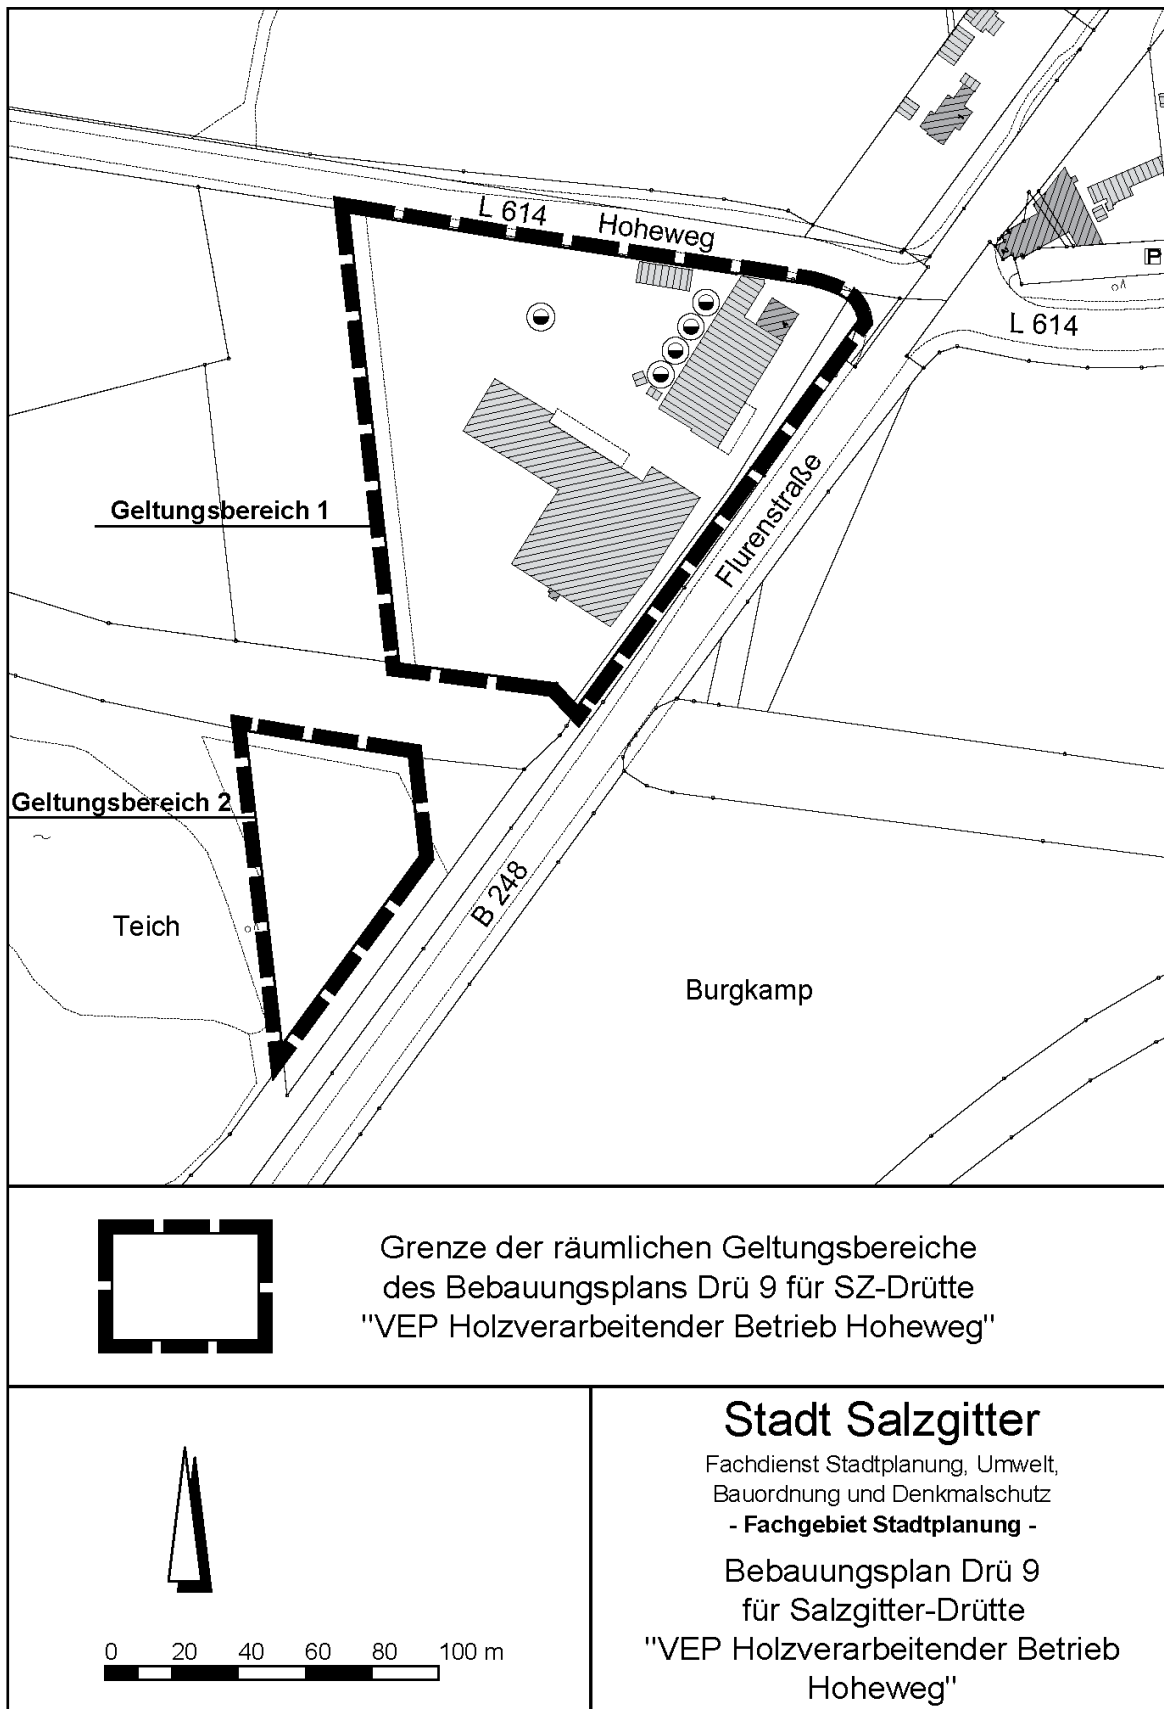 L 614
Hoheweg
P
L 614
Flurenstraße
Geltungsbereich 1
Geltungsbereich 2
Teich
B 248
Burgkamp
Grenze der räumlichen Geltungsbereiche
des Bebauungsplans Drü 9 für SZ-Drütte
"VEP Holzverarbeitender Betrieb Hoheweg"
0 20 40 60 80 100 m
Stadt Salzgitter
Fachdienst Stadtplanung, Umwelt,
Bauordnung und Denkmalschutz
- Fachgebiet Stadtplanung -
Bebauungsplan Drü 9
für Salzgitter-Drütte
"VEP Holzverarbeitender Betrieb
Hoheweg"